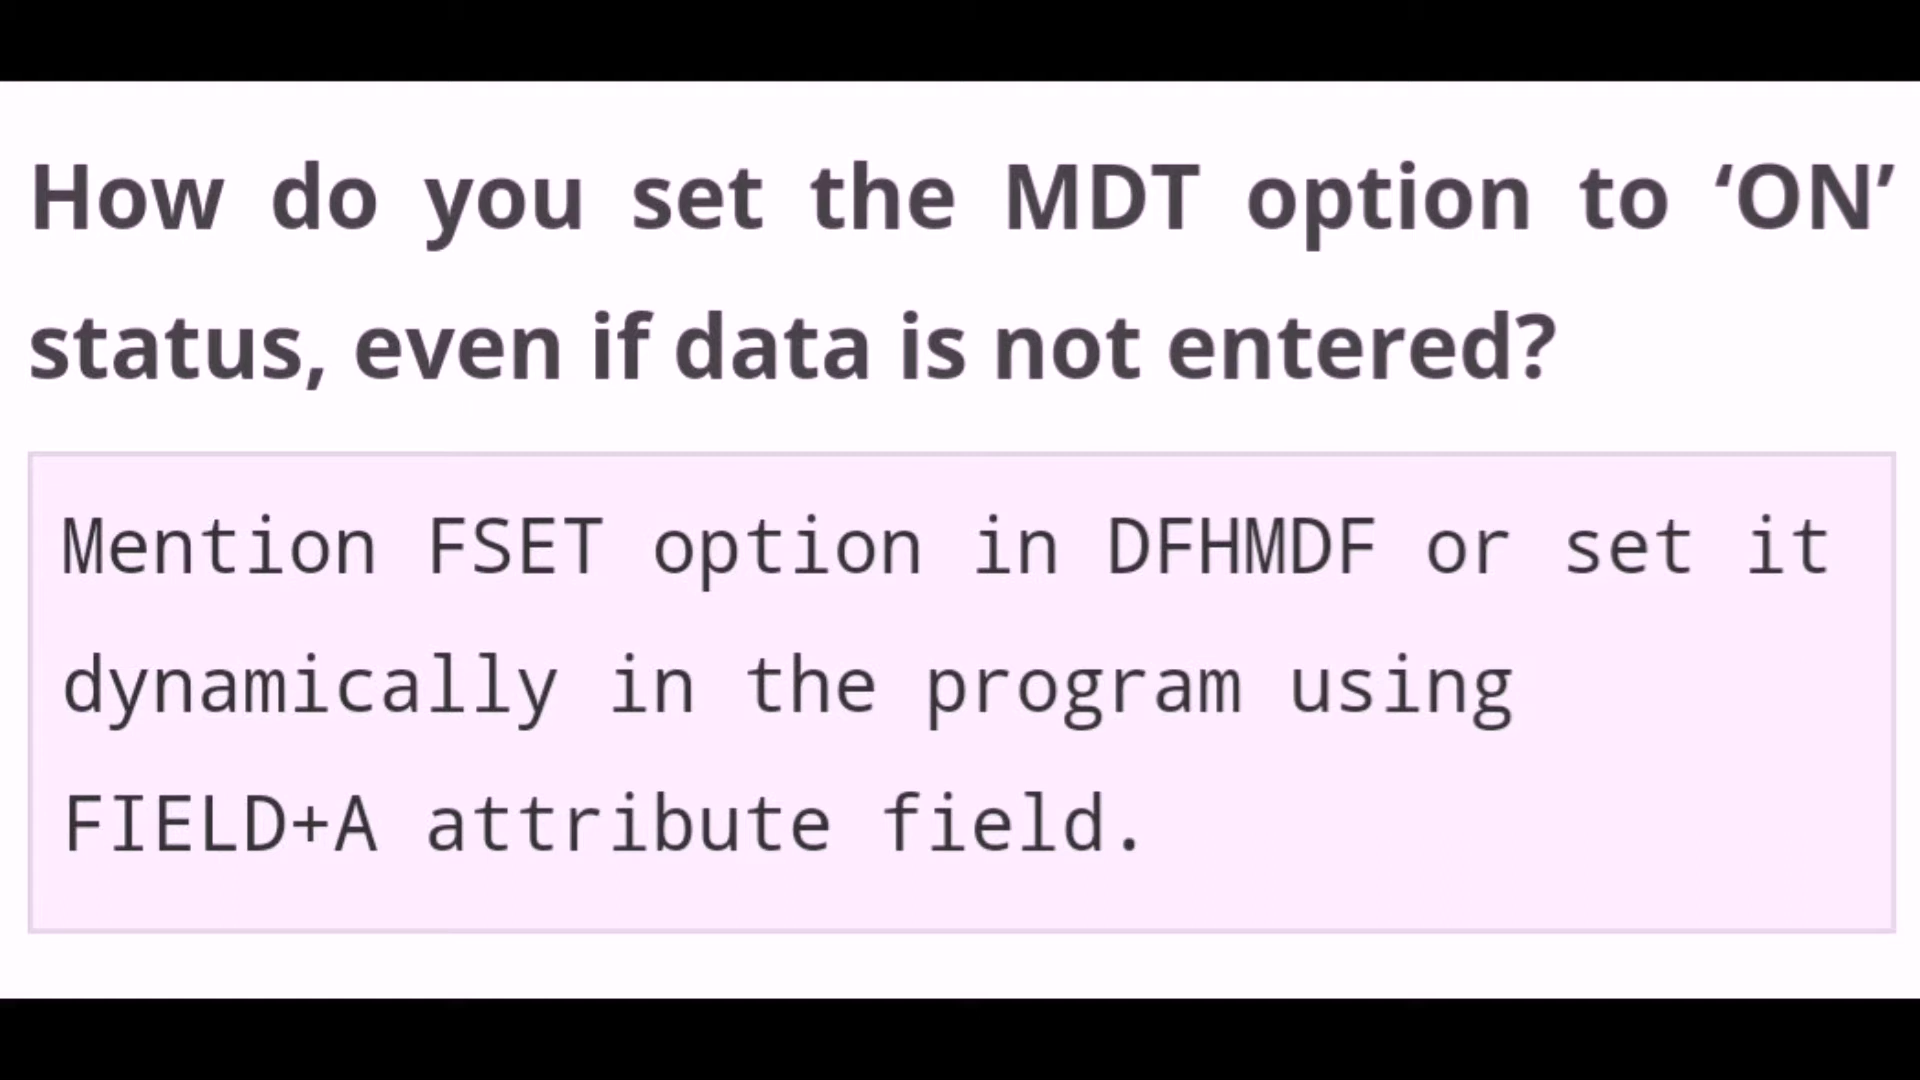 How do you set the MDT option to ‘ON’
status, even if data is not entered?
Mention FSET option in DFHMDF or set it
dynamically in the program using
FIELD+A attribute field.